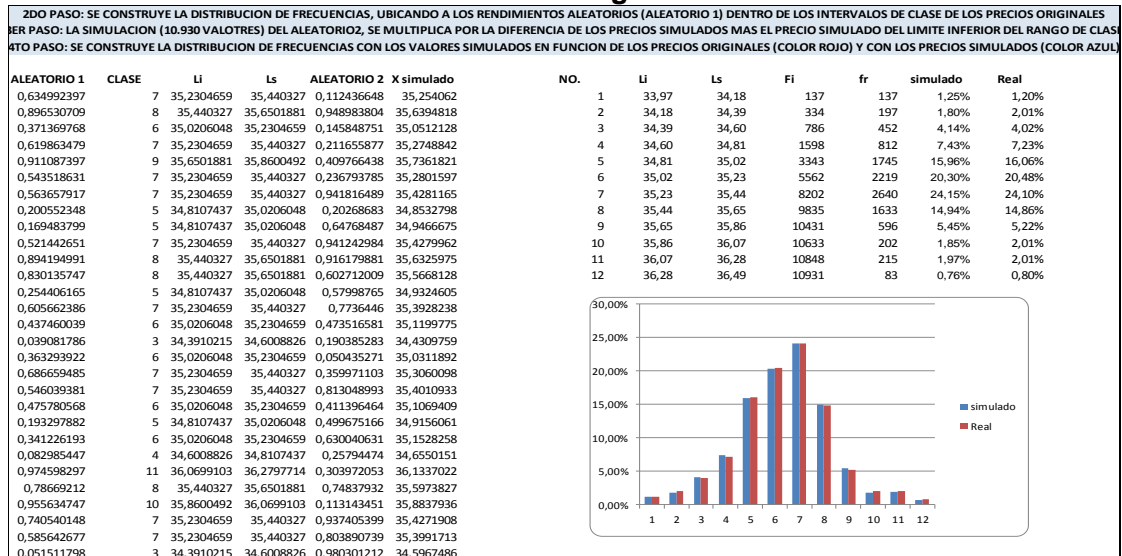 2DO PASO: SE CONSTRUYE LA DISTRIBUCION DE FRECUENCIAS, UBICANDO A LOS RENDIMIENTOS ALEATORIOS (ALEATORIO 1) DENTRO DE LOS INTERVALOS DE CLASE DE LOS PRECIOS ORIGINALES
3ER PASO: LA SIMULACION (10.930 VALOTRES) DEL ALEATORIO2, SE MULTIPLICA POR LA DIFERENCIA DE LOS PRECIOS SIMULADOS MAS EL PRECIO SIMULADO DEL LIMITE INFERIOR DEL RANGO DE CLAS
4TO PASO: SE CONSTRUYE LA DISTRIBUCION DE FRECUENCIAS CON LOS VALORES SIMULADOS EN FUNCION DE LOS PRECIOS ORIGINALES (COLOR ROJO) Y CON LOS PRECIOS SIMULADOS (COLOR AZUL)
ALEATORIO 1 CLASE Li Ls ALEATORIO 2 X simulado
0,634992397 7 35,2304659 35,440327 0,112436648 35,254062
0,896530709 8 35,440327 35,6501881 0,948983804 35,6394818
0,371369768 6 35,0206048 35,2304659 0,145848751 35,0512128
0,619863479 7 35,2304659 35,440327 0,211655877 35,2748842
0,911087397 9 35,6501881 35,8600492 0,409766438 35,7361821
0,543518631 7 35,2304659 35,440327 0,236793785 35,2801597
0,563657917 7 35,2304659 35,440327 0,941816489 35,4281165
0,200552348 5 34,8107437 35,0206048 0,20268683 34,8532798
0,169483799 5 34,8107437 35,0206048 0,64768487 34,9466675
0,521442651 7 35,2304659 35,440327 0,941242984 35,4279962
0,894194991 8 35,440327 35,6501881 0,916179881 35,6325975
0,830135747 8 35,440327 35,6501881 0,602712009 35,5668128
0,254406165 5 34,8107437 35,0206048 0,57998765 34,9324605
0,605662386 7 35,2304659 35,440327 0,7736446 35,3928238
0,437460039 6 35,0206048 35,2304659 0,473516581 35,1199775
0,039081786 3 34,3910215 34,6008826 0,190385283 34,4309759
0,363293922 6 35,0206048 35,2304659 0,050435271 35,0311892
0,686659485 7 35,2304659 35,440327 0,359971103 35,3060098
0,546039381 7 35,2304659 35,440327 0,813048993 35,4010933
0,475780568 6 35,0206048 35,2304659 0,411396464 35,1069409
0,193297882 5 34,8107437 35,0206048 0,499675166 34,9156061
0,341226193 6 35,0206048 35,2304659 0,630040631 35,1528258
0,082985447 4 34,6008826 34,8107437 0,25794474 34,6550151
0,974598297 11 36,0699103 36,2797714 0,303972053 36,1337022
0,78669212 8 35,440327 35,6501881 0,74837932 35,5973827
0,955634747 10 35,8600492 36,0699103 0,113143451 35,8837936
0,740540148 7 35,2304659 35,440327 0,937405399 35,4271908
0,585642677 7 35,2304659 35,440327 0,803890739 35,3991713
0,051511798 3 34,3910215 34,6008826 0,980301212 34,5967486
NO. Li Ls Fi fr simulado Real
1 33,97 34,18 137 137 1,25% 1,20%
2 34,18 34,39 334 197 1,80% 2,01%
3 34,39 34,60 786 452 4,14% 4,02%
4 34,60 34,81 1598 812 7,43% 7,23%
5 34,81 35,02 3343 1745 15,96% 16,06%
6 35,02 35,23 5562 2219 20,30% 20,48%
7 35,23 35,44 8202 2640 24,15% 24,10%
8 35,44 35,65 9835 1633 14,94% 14,86%
9 35,65 35,86 10431 596 5,45% 5,22%
10 35,86 36,07 10633 202 1,85% 2,01%
11 36,07 36,28 10848 215 1,97% 2,01%
12 36,28 36,49 10931 83 0,76% 0,80%
30,00%
25,00%
20,00%
15,00%
10,00%
5,00%
0,00%
1 2 3 4 5 6 7 8 9 10 11 12
simulado
Real